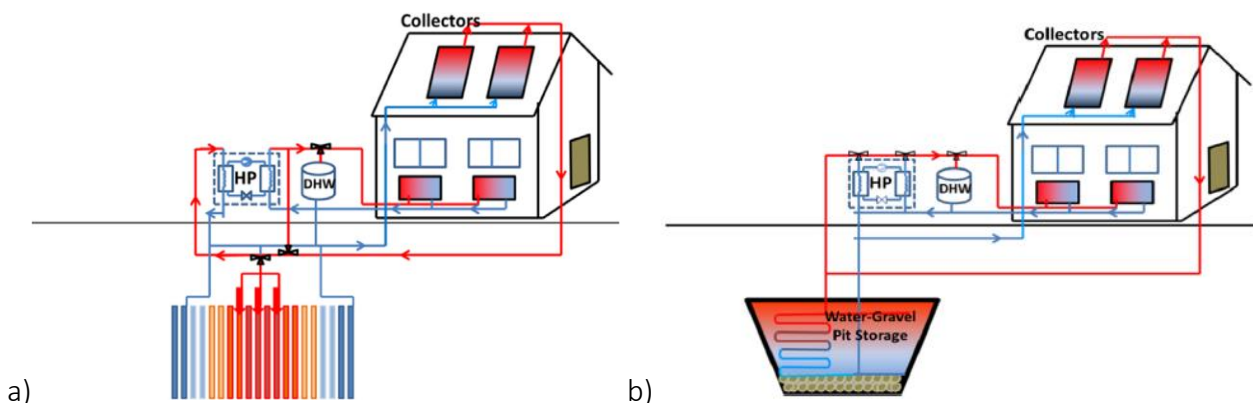 Collectors
HP
DHW
a)
Collectors
HP
DHW
Water-Gravel
Pit Storage
b)